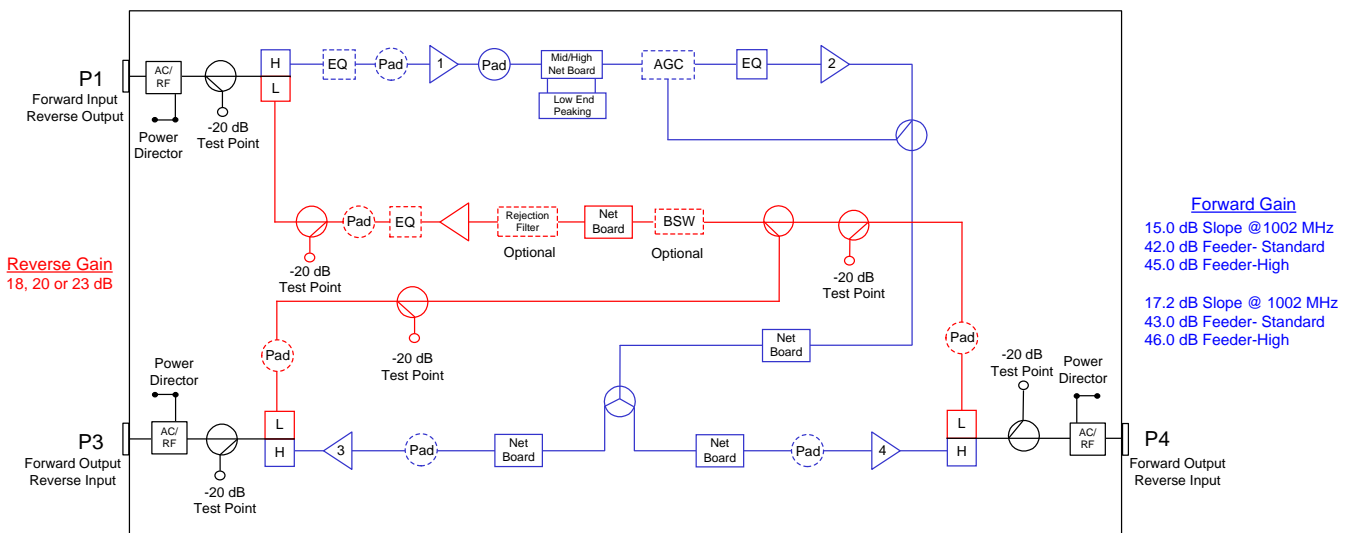 P1
Forward Input
Reverse Output
AC/
RF
Power
Director
-20 dB
Test Point
H
L
EQ
Pad
1
Pad
Mid/High
Net Board
Low End
Peaking
AGC
EQ
2
-20 dB
Test Point
Pad
EQ
Rejection
Filter
Optional
Net
Board
BSW
Optional
-20 dB
Test Point
-20 dB
Test Point
Reverse Gain
18, 20 or 23 dB
Forward Gain
15.0 dB Slope @1002 MHz
42.0 dB Feeder- Standard
45.0 dB Feeder-High
17.2 dB Slope @ 1002 MHz
43.0 dB Feeder- Standard
46.0 dB Feeder-High
Pad
Net
Board
Pad
P3
Forward Output
Reverse Input
Power
Director
AC/
RF
-20 dB
Test Point
L
H
3
Pad
Net
Board
Net
Board
Pad
4
L
H
-20 dB
Test Point
Power
Director
AC/
RF
P4
Forward Output
Reverse Input